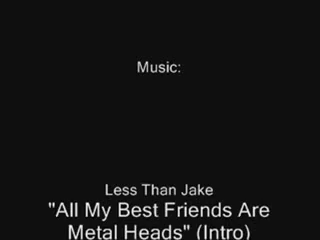 Music:
Less Than Jake
"All My Best Friends Are
Metal Heads" (Intro)